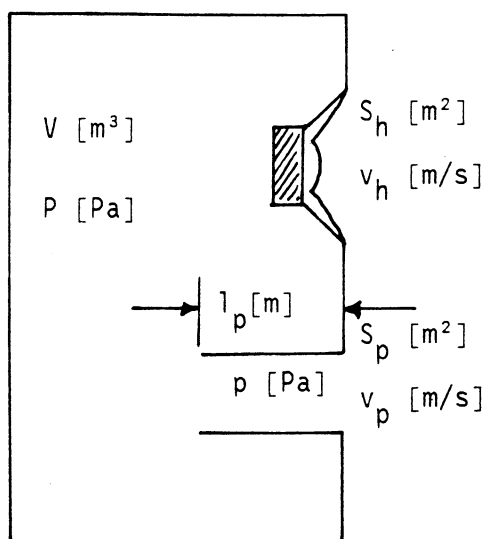 S_h [m²]
V [m³]
v_h [m/s]
P [Pa]
l_p[m]
S_p [m²]
p [Pa]
v_p [m/s]